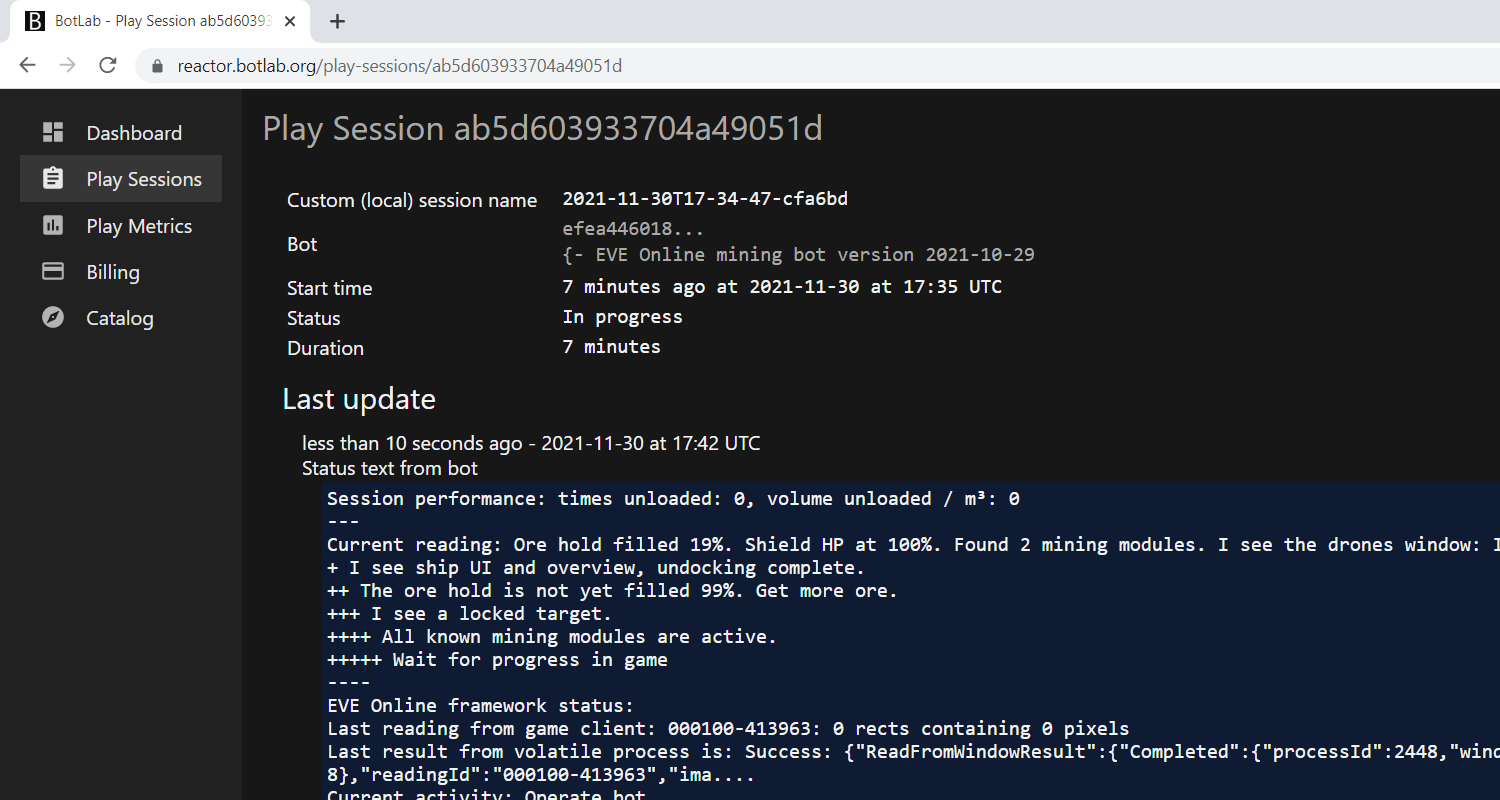 BotLab - Play Session ab5d60393
reactor.botlab.org/play-sessions/ab5d603933704a49051d
Dashboard
Play Sessions
Play Metrics
Billing
Catalog
Play Session ab5d603933704a49051d
Custom (local) session name 2021-11-30T17-34-47-cfa6bd
Bot efea446018...
{- EVE Online mining bot version 2021-10-29
Start time 7 minutes ago at 2021-11-30 at 17:35 UTC
Status In progress
Duration 7 minutes
Last update
less than 10 seconds ago - 2021-11-30 at 17:42 UTC
Status text from bot
Session performance: times unloaded: 0, volume unloaded / m³: 0
---
Current reading: Ore hold filled 19%. Shield HP at 100%. Found 2 mining modules. I see the drones window: I
+ I see ship UI and overview, undocking complete.
++ The ore hold is not yet filled 99%. Get more ore.
+++ I see a locked target.
++++ All known mining modules are active.
+++++ Wait for progress in game
----
EVE Online framework status:
Last reading from game client: 000100-413963: 0 rects containing 0 pixels
Last result from volatile process is: Success: {"ReadFromWindowResult":{"Completed":{"processId":2448,"wind
8},"readingId":"000100-413963","ima....
Current activity: Operate bot